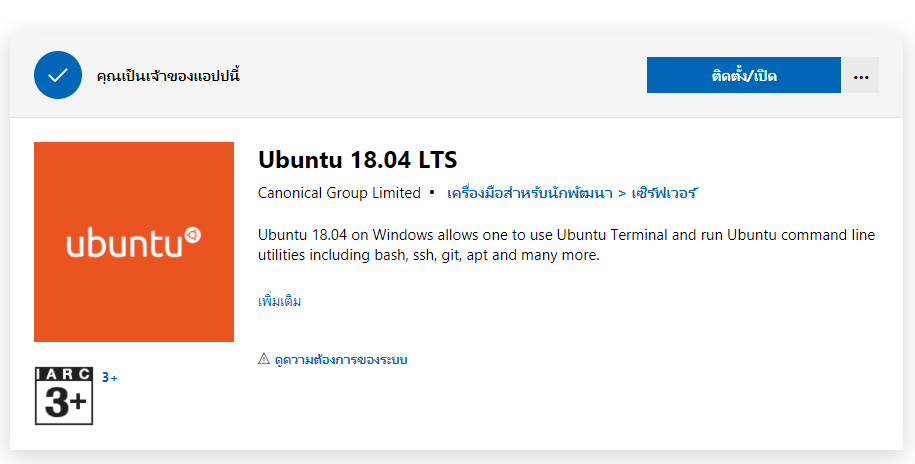 คุณเป็นเจ้าของแอปปนี้
ติดตั้ง/เปิด
...
ubuntu
Ubuntu 18.04 LTS
Canonical Group Limited • เครื่องมือสำหรับนักพัฒนา > เซิร์ฟเวอร์
Ubuntu 18.04 on Windows allows one to use Ubuntu Terminal and run Ubuntu command line
utilities including bash, ssh, git, apt and many more.
เพิ่มเติม
⚠ ดูความต้องการของระบบ
IARC
3+
3+